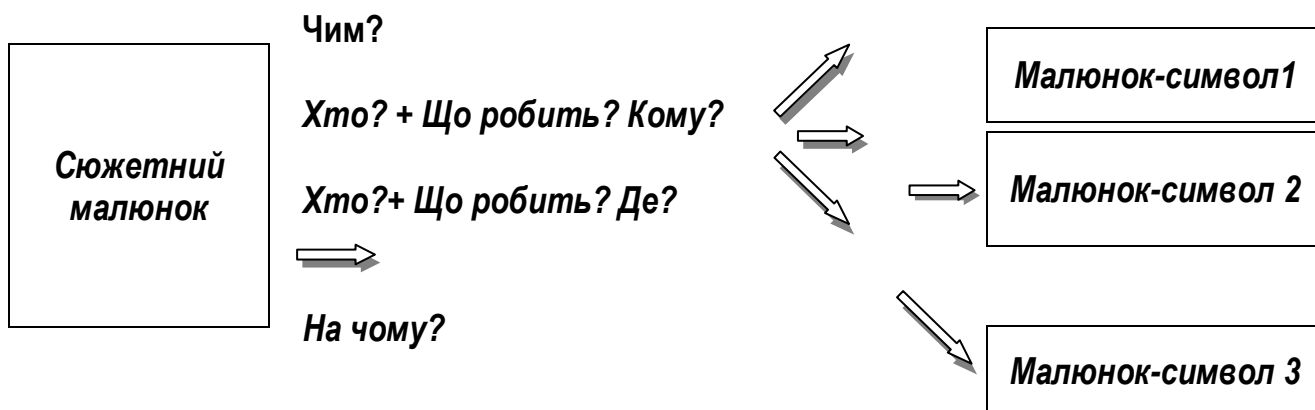 Чим?
Малюнок-символ1
Хто? + Що робить? Кому?
Сюжетний
малюнок
Хто?+ Що робить? Де?
Малюнок-символ 2
На чому?
Малюнок-символ 3